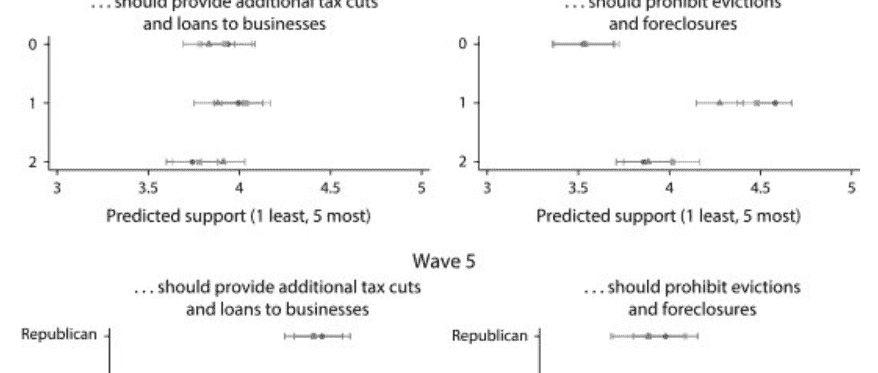 ... should provide additional tax cuts
and loans to businesses
0
1
2
3 3.5 4 4.5 5
Predicted support (1 least, 5 most)
... should prohibit evictions
and foreclosures
0
1
2
3 3.5 4 4.5 5
Predicted support (1 least, 5 most)
Wave 5
... should provide additional tax cuts
and loans to businesses
Republican
... should prohibit evictions
and foreclosures
Republican